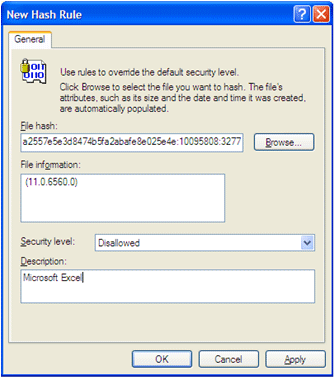 New Hash Rule
General
Use rules to override the default security level.
Click Browse to select the file you want to hash. The file's
attributes, such as its size and the date and time it was created,
are automatically populated.
File hash:
a2557e5e3d8474b5fa2abafe8e025e4e:10095808:3277
Browse...
File information:
(11.0.6560.0)
Security level:
Disallowed
Description:
Microsoft Excel
OK
Cancel
Apply